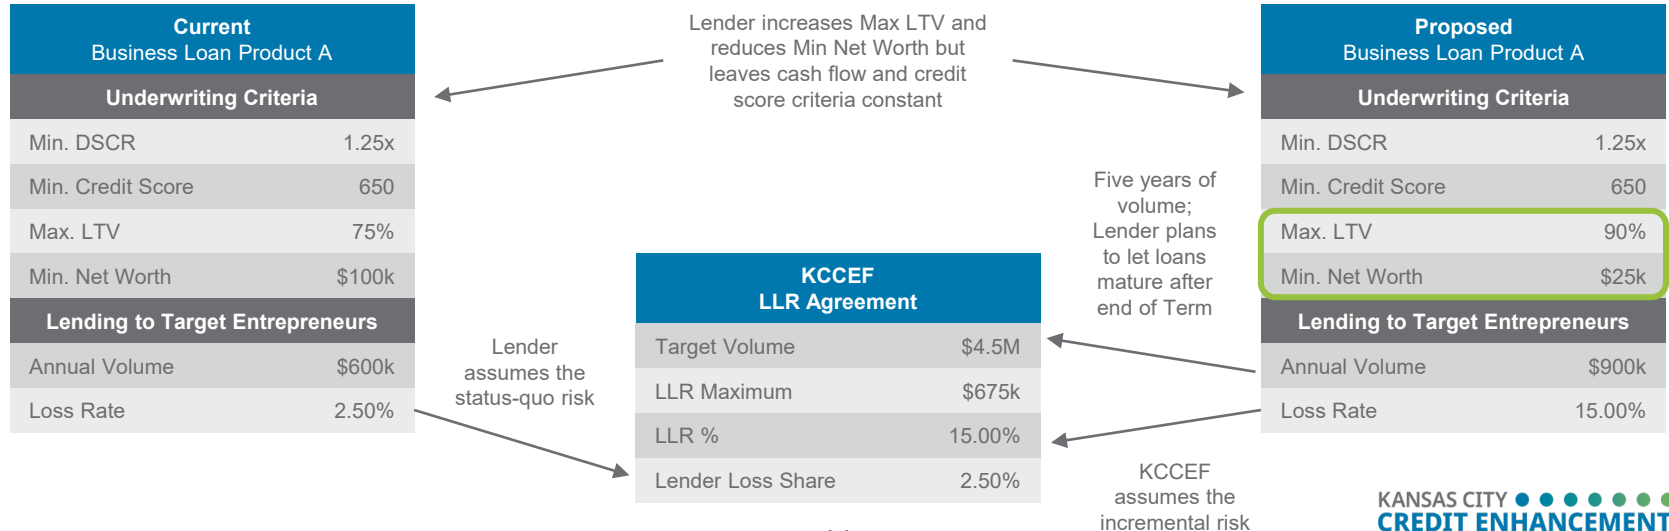 Current
Business Loan Product A
Underwriting Criteria
Min. DSCR 1.25x
Min. Credit Score 650
Max. LTV 75%
Min. Net Worth $100k
Lending to Target Entrepreneurs
Annual Volume $600k
Loss Rate 2.50%
Lender increases Max LTV and
reduces Min Net Worth but
leaves cash flow and credit
score criteria constant
Lender
assumes the
status-quo risk
KCCEF
LLR Agreement
Target Volume $4.5M
LLR Maximum $675k
LLR % 15.00%
Lender Loss Share 2.50%
Five years of
volume;
Lender plans
to let loans
mature after
end of Term
KCCEF
assumes the
incremental risk
Proposed
Business Loan Product A
Underwriting Criteria
Min. DSCR 1.25x
Min. Credit Score 650
Max. LTV 90%
Min. Net Worth $25k
Lending to Target Entrepreneurs
Annual Volume $900k
Loss Rate 15.00%
KANSAS CITY
CREDIT ENHANCEMENT